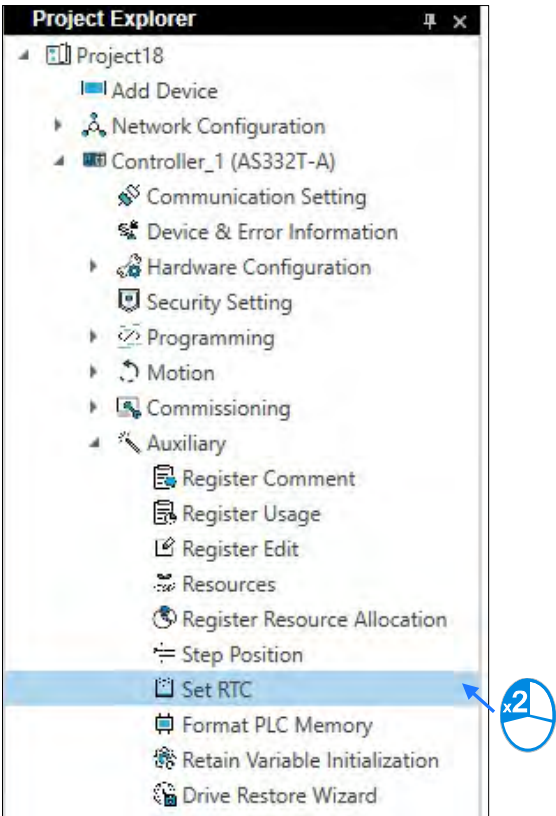 Project Explorer
Project18
Add Device
Network Configuration
Controller_1 (AS332T-A)
Communication Setting
Device & Error Information
Hardware Configuration
Security Setting
Programming
Motion
Commissioning
Auxiliary
Register Comment
Register Usage
Register Edit
Resources
Register Resource Allocation
Step Position
Set RTC
x2
Format PLC Memory
Retain Variable Initialization
Drive Restore Wizard